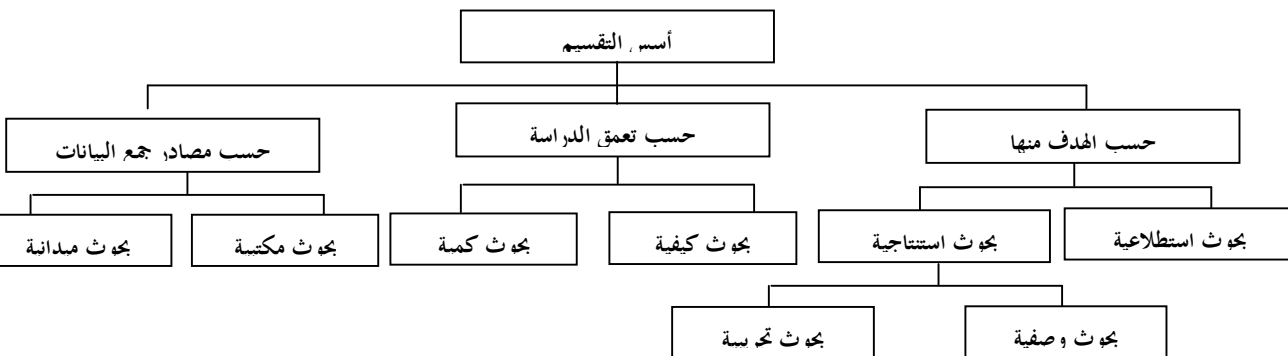 أسس التقسيم
حسب الهدف منها
حسب تعمق الدراسة
حسب مصادر جمع البيانات
بحوث استطلاعية
بحوث استنتاجية
بحوث كيفية
بحوث كمية
بحوث مكتبية
بحوث ميدانية
بحوث وصفية
بحوث تجريبية